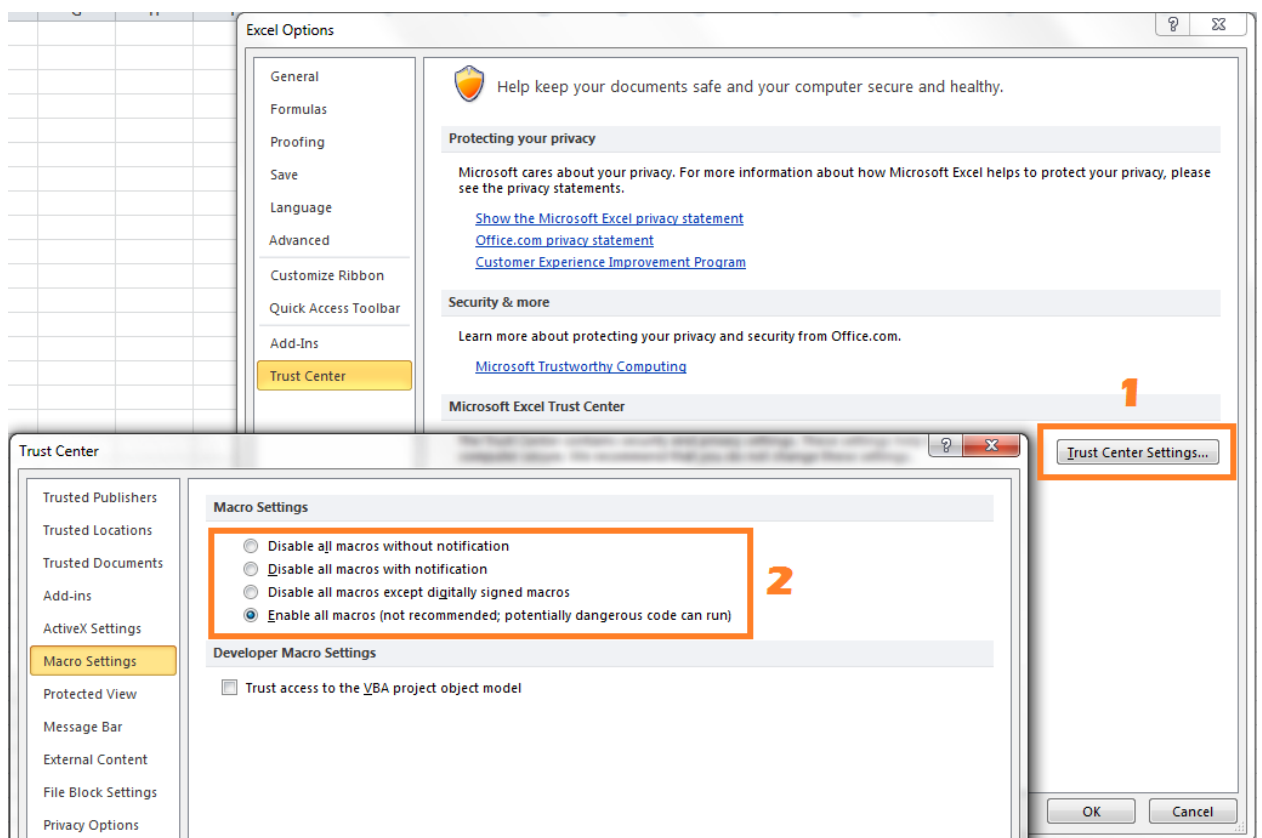 Excel Options
General
Formulas
Proofing
Save
Language
Advanced
Customize Ribbon
Quick Access Toolbar
Add-Ins
Trust Center
Help keep your documents safe and your computer secure and healthy.
Protecting your privacy
Microsoft cares about your privacy. For more information about how Microsoft Excel helps to protect your privacy, please
see the privacy statements.
Show the Microsoft Excel privacy statement
Office.com privacy statement
Customer Experience Improvement Program
Security & more
Learn more about protecting your privacy and security from Office.com.
Microsoft Trustworthy Computing
Microsoft Excel Trust Center
1
Trust Center Settings...
OK
Cancel
Trust Center
Trusted Publishers
Trusted Locations
Trusted Documents
Add-ins
ActiveX Settings
Macro Settings
Protected View
Message Bar
External Content
File Block Settings
Privacy Options
Macro Settings
Disable all macros without notification
Disable all macros with notification
Disable all macros except digitally signed macros
Enable all macros (not recommended; potentially dangerous code can run)
2
Developer Macro Settings
Trust access to the VBA project object model